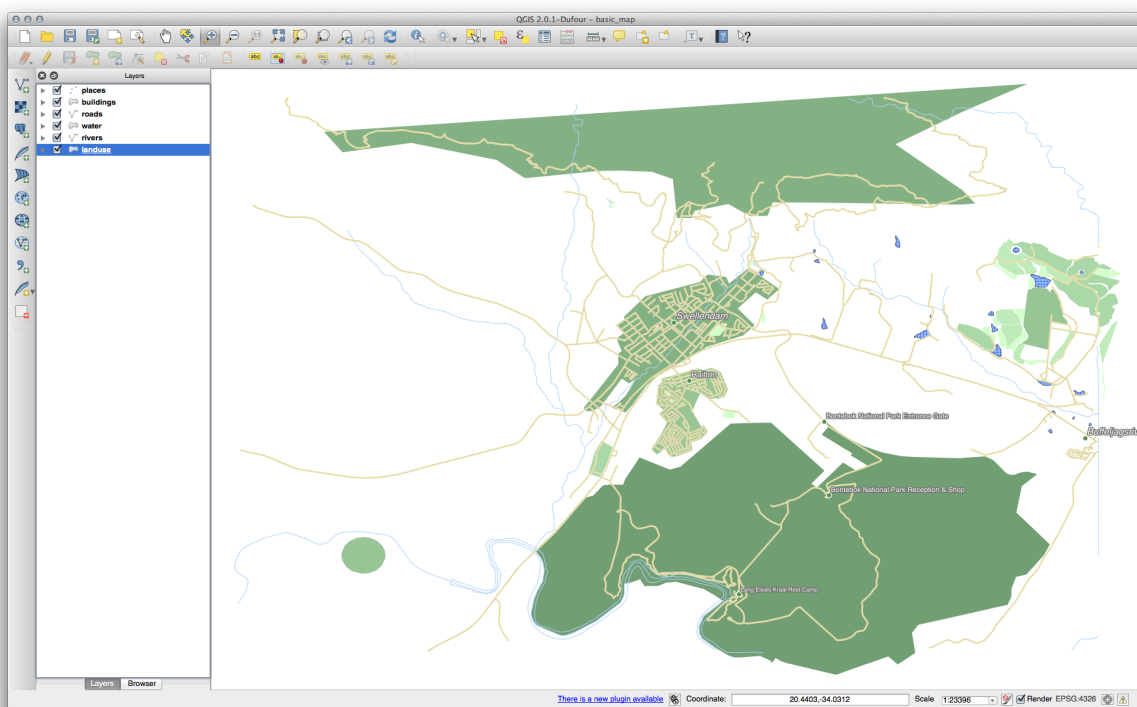 QGIS 2.0.1-Dufour – basic_map
Layers
places
buildings
roads
water
rivers
landuse
Swellendam
Railton
Bontebok National Park Entrance Gate
Bontebok National Park Reception & Shop
Lang Elsies Kraal Rest Camp
Layers Browser
There is a new plugin available
Coordinate: 20.4403,-34.0312
Scale 1:23396
Render EPSG:4326